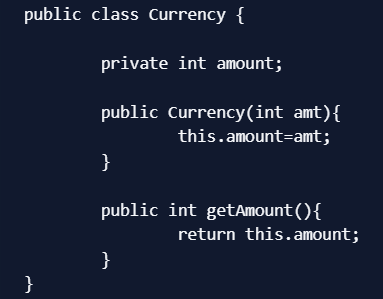 public class Currency {
private int amount;
public Currency(int amt){
this.amount=amt;
}
public int getAmount(){
return this.amount;
}
}